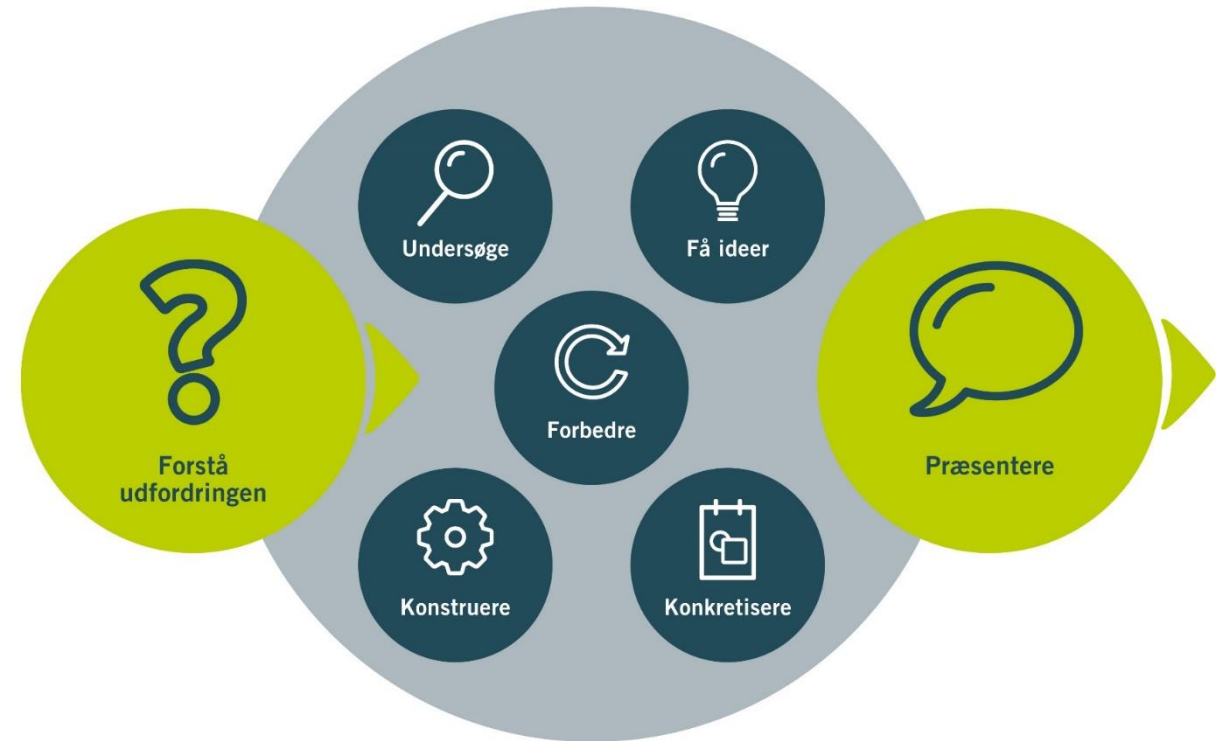 Undersøge
Få ideer
Forbedre
Forstå
udfordringen
Præsentere
Konstruere
Konkretisere